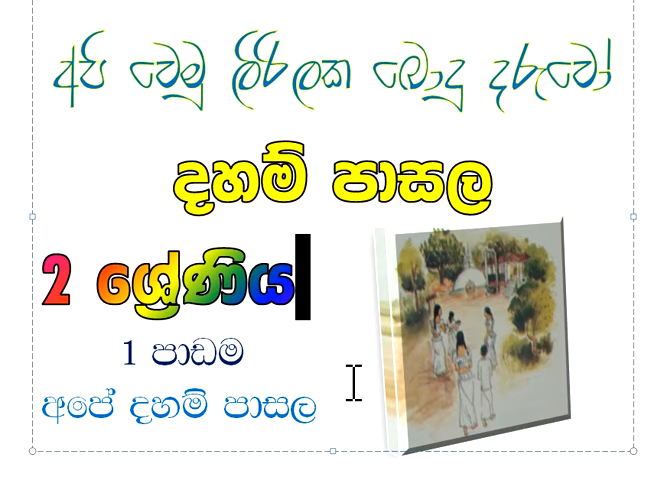 අපි වෙමු ලිරිලක බොදු දරුවෝ
දහම් පාසල
2 ශ්‍රේණිය
1 පාඩම
අපේ දහම් පාසල